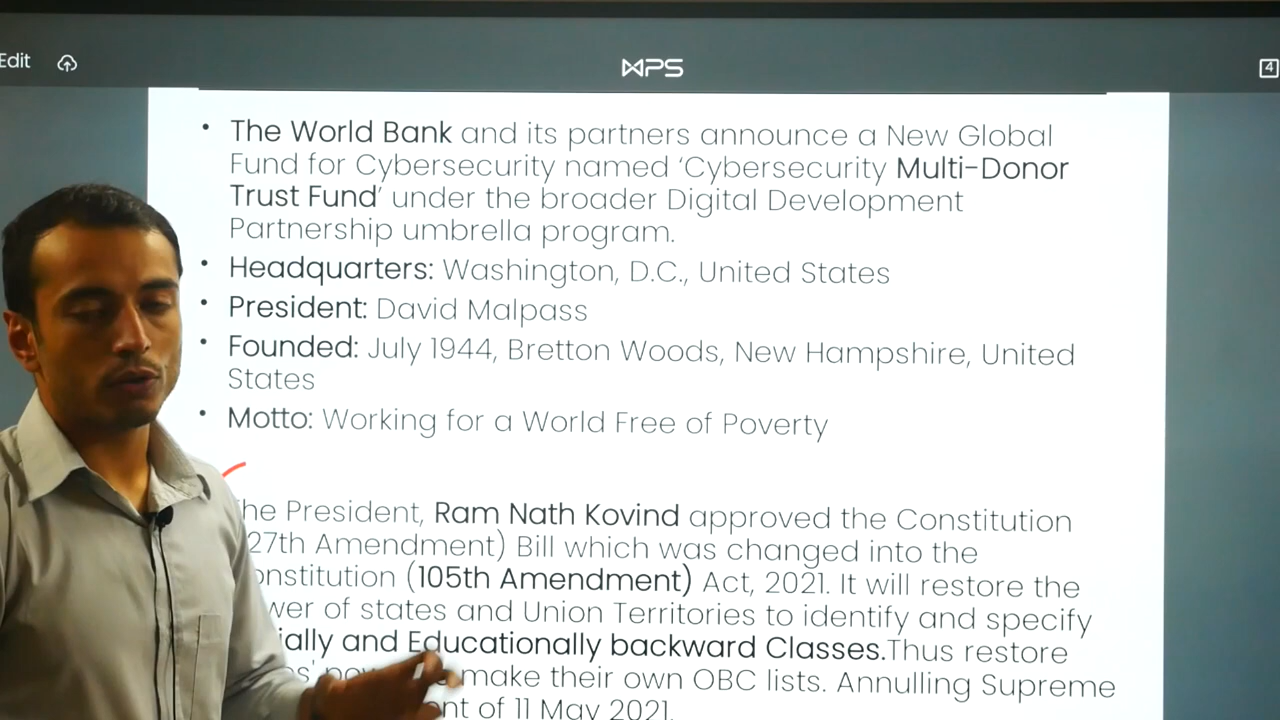 Edit
WPS
4
• The World Bank and its partners announce a New Global
Fund for Cybersecurity named ‘Cybersecurity Multi-Donor
Trust Fund’ under the broader Digital Development
Partnership umbrella program.
• Headquarters: Washington, D.C., United States
• President: David Malpass
• Founded: July 1944, Bretton Woods, New Hampshire, United
States
• Motto: Working for a World Free of Poverty
he President, Ram Nath Kovind approved the Constitution
27th Amendment) Bill which was changed into the
onstitution (105th Amendment) Act, 2021. It will restore the
wer of states and Union Territories to identify and specify
ially and Educationally backward Classes.Thus restore
make their own OBC lists. Annulling Supreme
nt of 11 May 2021.